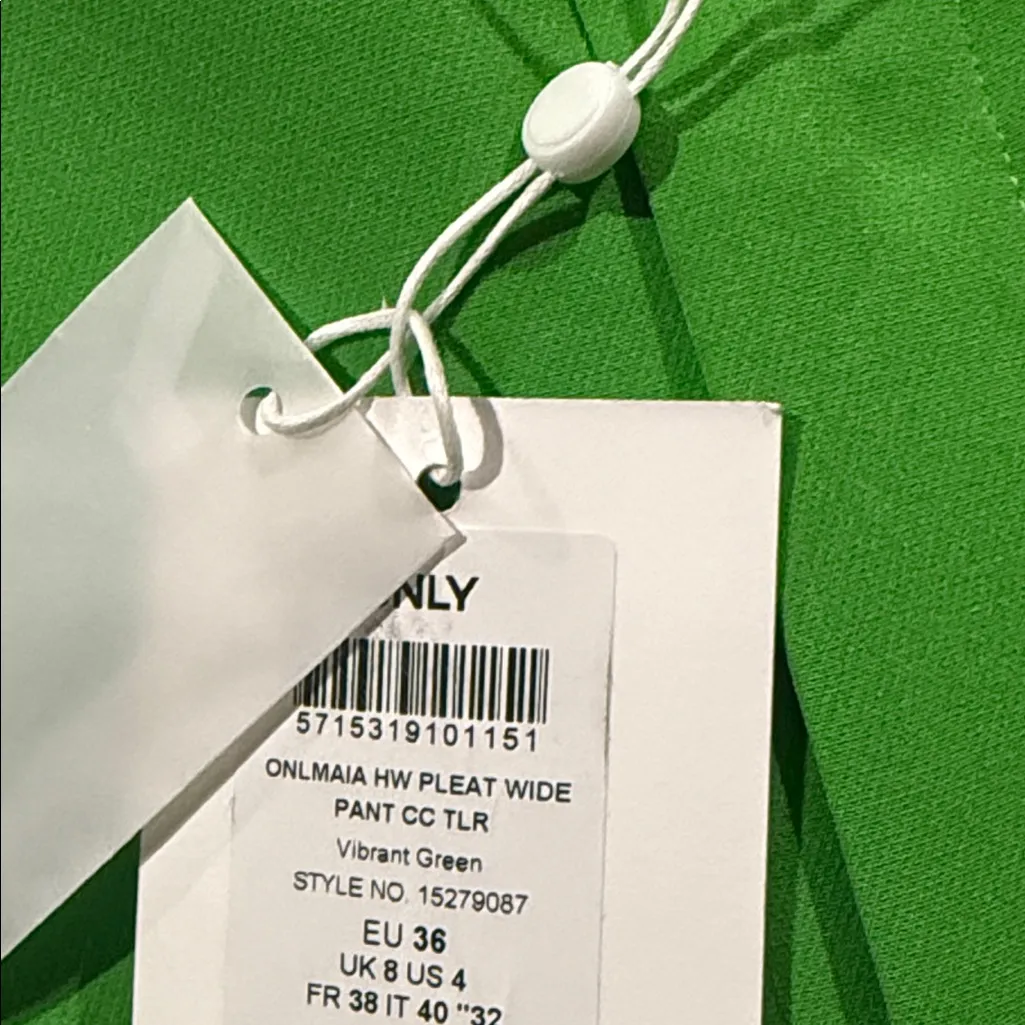 NLY
5715319101151
ONLMAIA HW PLEAT WIDE
PANT CC TLR
Vibrant Green
STYLE NO. 15279087
EU 36
UK 8 US 4
FR 38 IT 40 "32